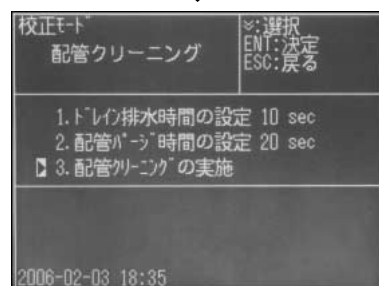 校正ﾓｰﾄﾞ
配管クリーニング
≫:選択
ENT:決定
ESC:戻る
1.ﾄﾞﾚｲﾝ排水時間の設定 10 sec
2.配管ﾊﾟｰｼﾞ時間の設定 20 sec
3.配管ｸﾘｰﾆﾝｸﾞの実施
2006-02-03 18:35